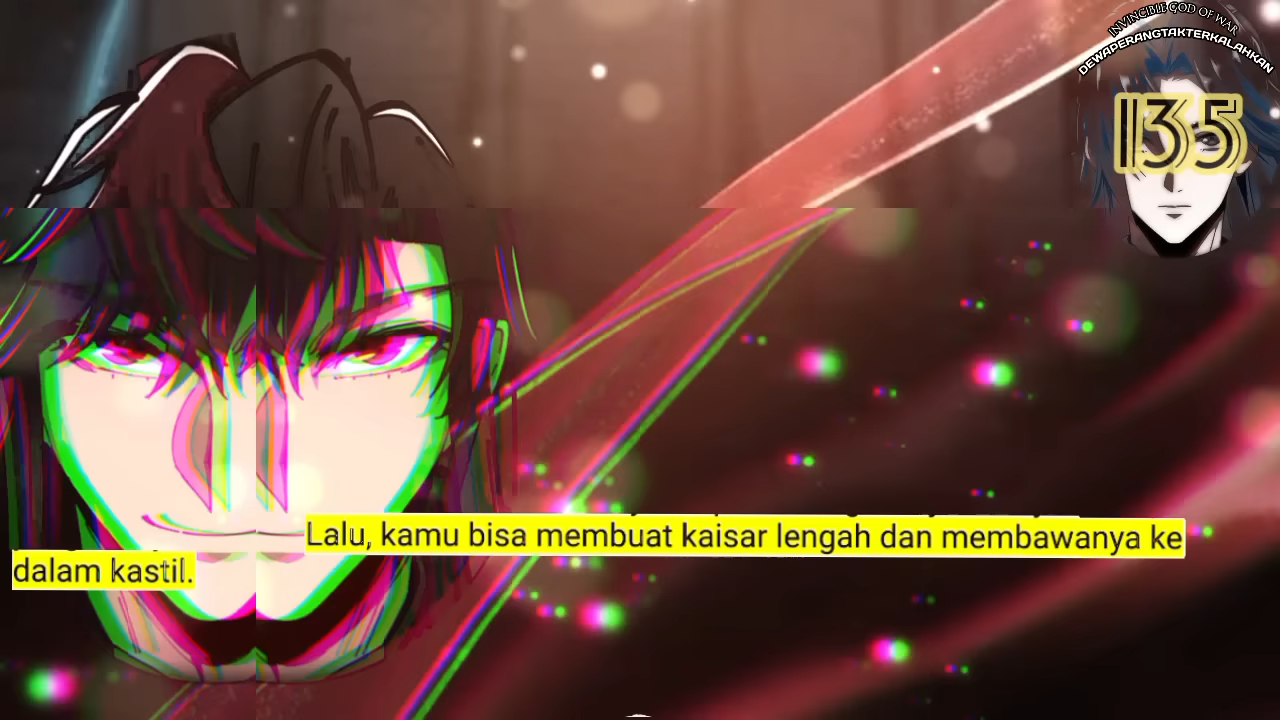 INVINCIBLE GOD OF WAR
DEWAPERANGTAKTERKALAHKAN
135
Lalu, kamu bisa membuat kaisar lengah dan membawanya ke
dalam kastil.